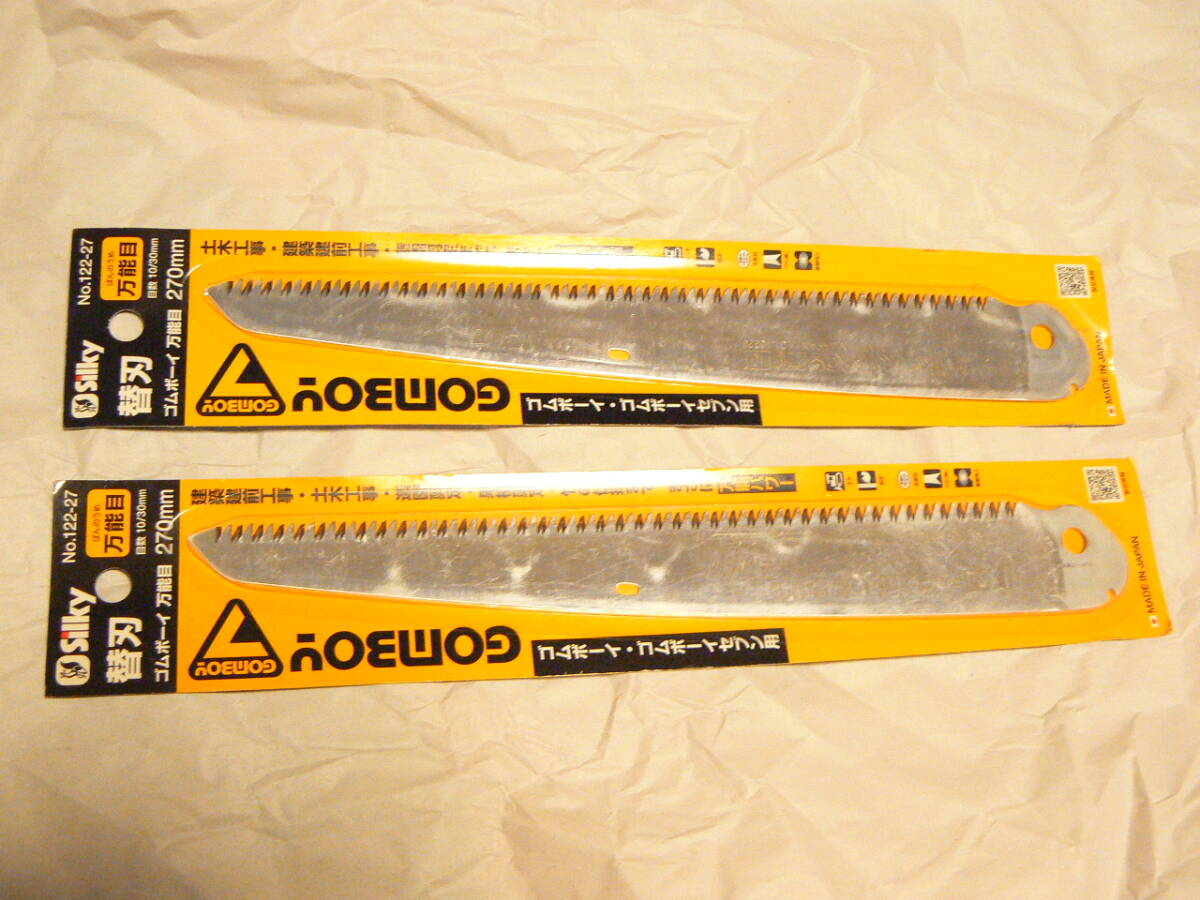 No.122-27
ばんのうめ
万能目
目数 10/30mm
270mm
Silky
替刃
ゴムボーイ 万能目
土木工事・建築建前工事・
GOMBOY
GOMBOY
ゴムボーイ・ゴムボーイセブン用
MADE IN JAPAN
No.122-27
ばんのうめ
万能目
目数 10/30mm
270mm
Silky
替刃
ゴムボーイ 万能目
建築建前工事・土木工事・
GOMBOY
GOMBOY
ゴムボーイ・ゴムボーイセブン用
MADE IN JAPAN